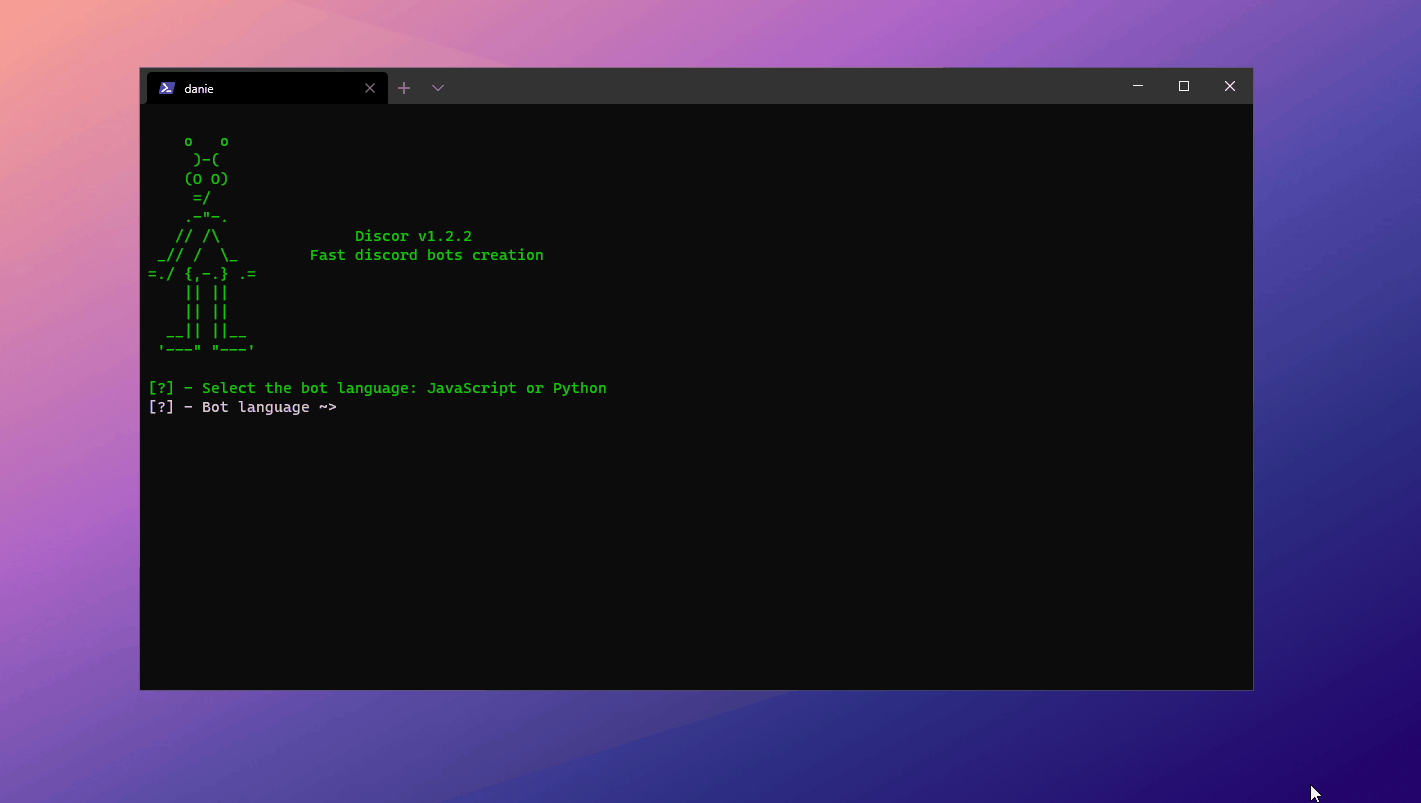 danie
o   o
)-(
(O O)
=/
.-"-.
// /\ Discor v1.2.2
_// /  \_ Fast discord bots creation
=./ {,-.} .=
|| ||
|| ||
__|| ||__
'---" "---'
[?] - Select the bot language: JavaScript or Python
[?] - Bot language ~>